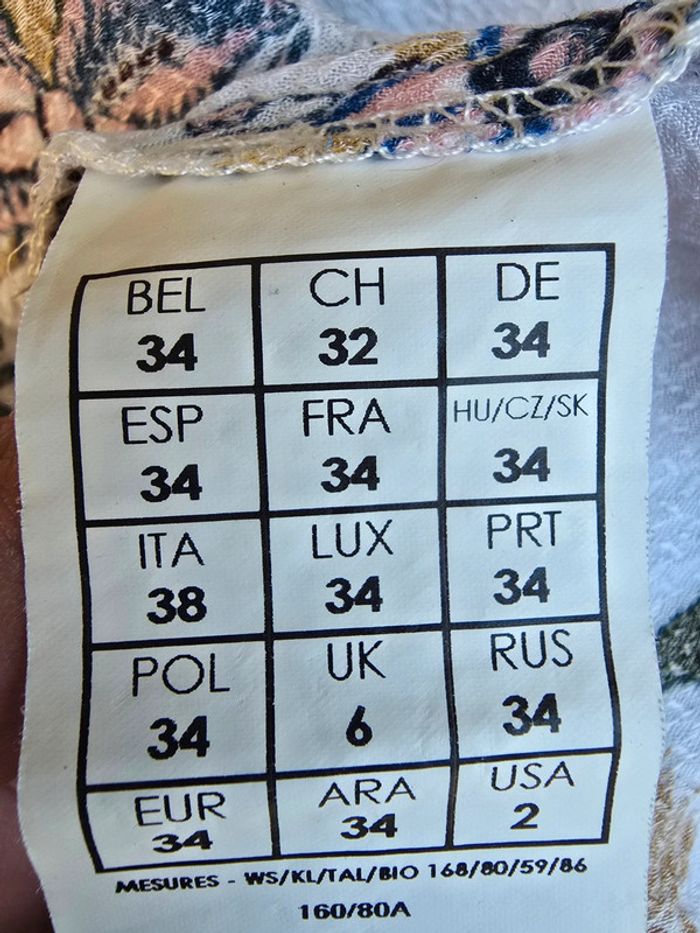 BEL CH DE
34 32 34
ESP FRA HU/CZ/SK
34 34 34
ITA LUX PRT
38 34 34
POL UK RUS
34 6 34
EUR ARA USA
34 34 2
MESURES - WS/KL/TAL/BIO 168/80/59/86
160/80A